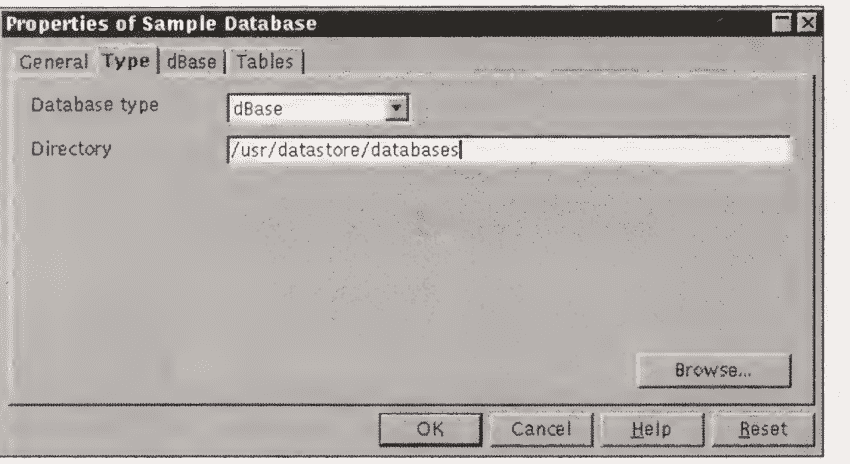 Properties of Sample Database
General Type dBase Tables
Database type dBase
Directory /usr/datastore/databases
Browse...
OK Cancel Help Reset